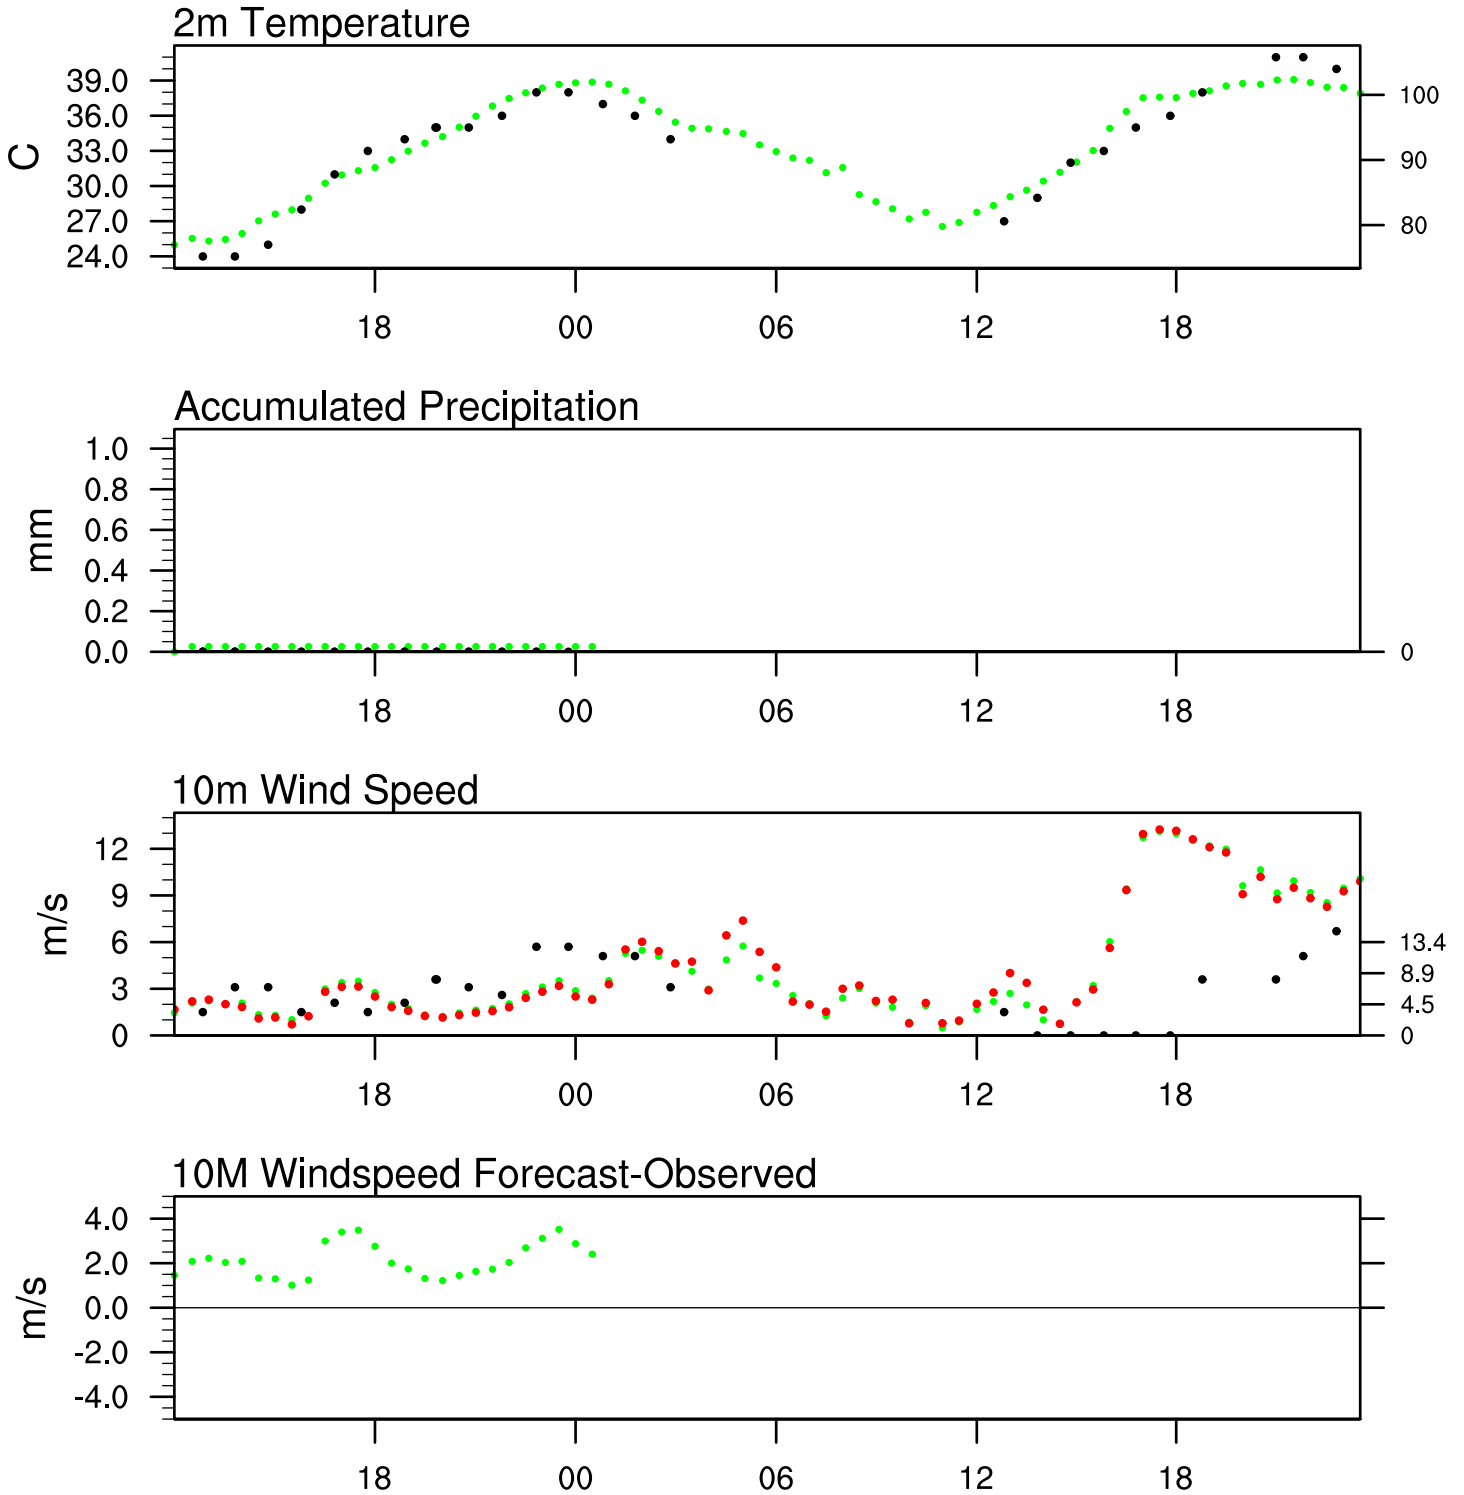 2m Temperature
C
39.0
36.0
33.0
30.0
27.0
24.0
100
90
80
18 00 06 12 18
Accumulated Precipitation
mm
1.0
0.8
0.6
0.4
0.2
0.0
0
18 00 06 12 18
10m Wind Speed
m/s
12
9
6
3
0
13.4
8.9
4.5
0
18 00 06 12 18
10M Windspeed Forecast-Observed
m/s
4.0
2.0
0.0
-2.0
-4.0
18 00 06 12 18